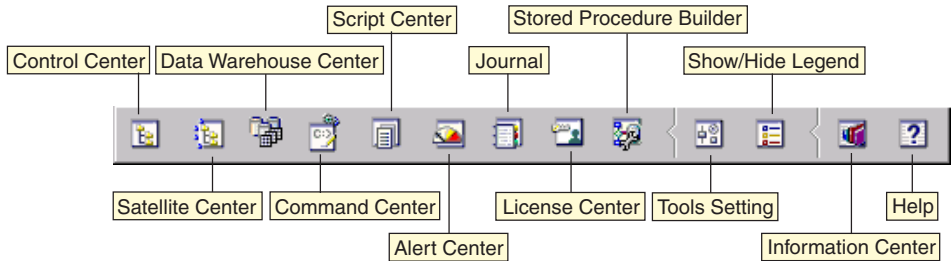 Script Center
Stored Procedure Builder
Control Center
Data Warehouse Center
Journal
Show/Hide Legend
C:>
?
Satellite Center
Command Center
License Center
Tools Setting
Help
Alert Center
Information Center